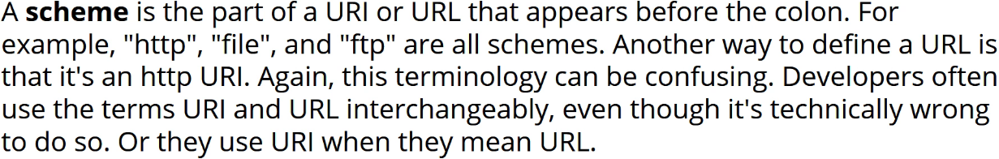 A scheme is the part of a URI or URL that appears before the colon. For
example, "http", "file", and "ftp" are all schemes. Another way to define a URL is
that it's an http URI. Again, this terminology can be confusing. Developers often
use the terms URI and URL interchangeably, even though it's technically wrong
to do so. Or they use URI when they mean URL.